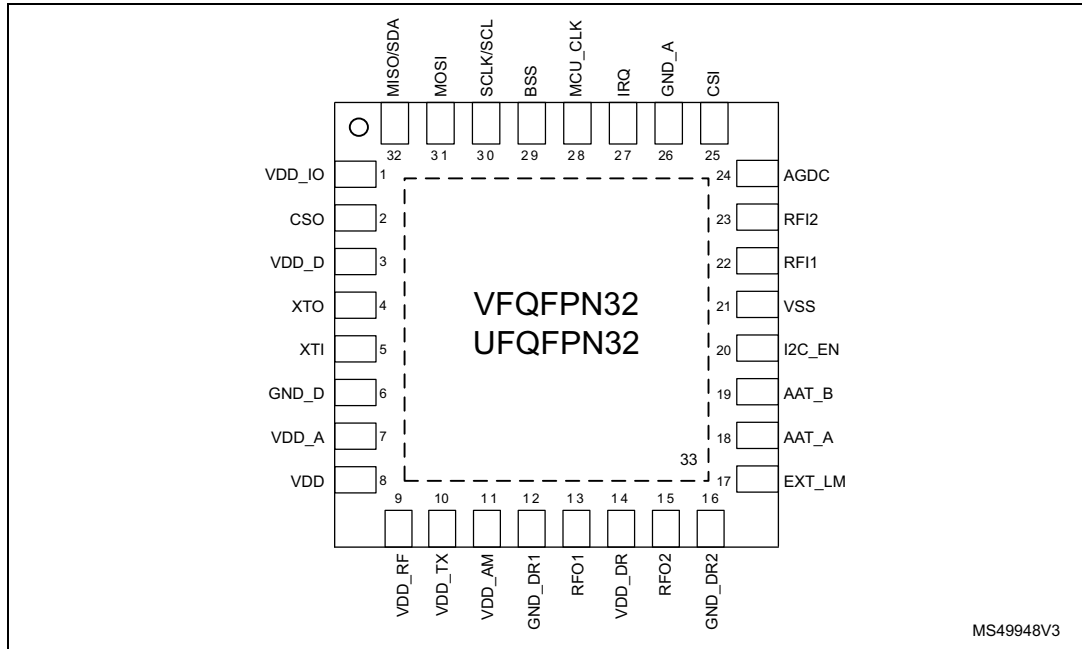 MISO/SDA
MOSI
SCLK/SCL
BSS
MCU_CLK
IRQ
GND_A
CSI
32 31 30 29 28 27 26 25
VDD_IO 1
CSO 2
VDD_D 3
XTO 4
XTI 5
GND_D 6
VDD_A 7
VDD 8
24 AGDC
23 RFI2
22 RFI1
21 VSS
20 I2C_EN
19 AAT_B
18 AAT_A
17 EXT_LM
VFQFPN32
UFQFPN32
33
9 10 11 12 13 14 15 16
VDD_RF
VDD_TX
VDD_AM
GND_DR1
RFO1
VDD_DR
RFO2
GND_DR2
MS49948V3